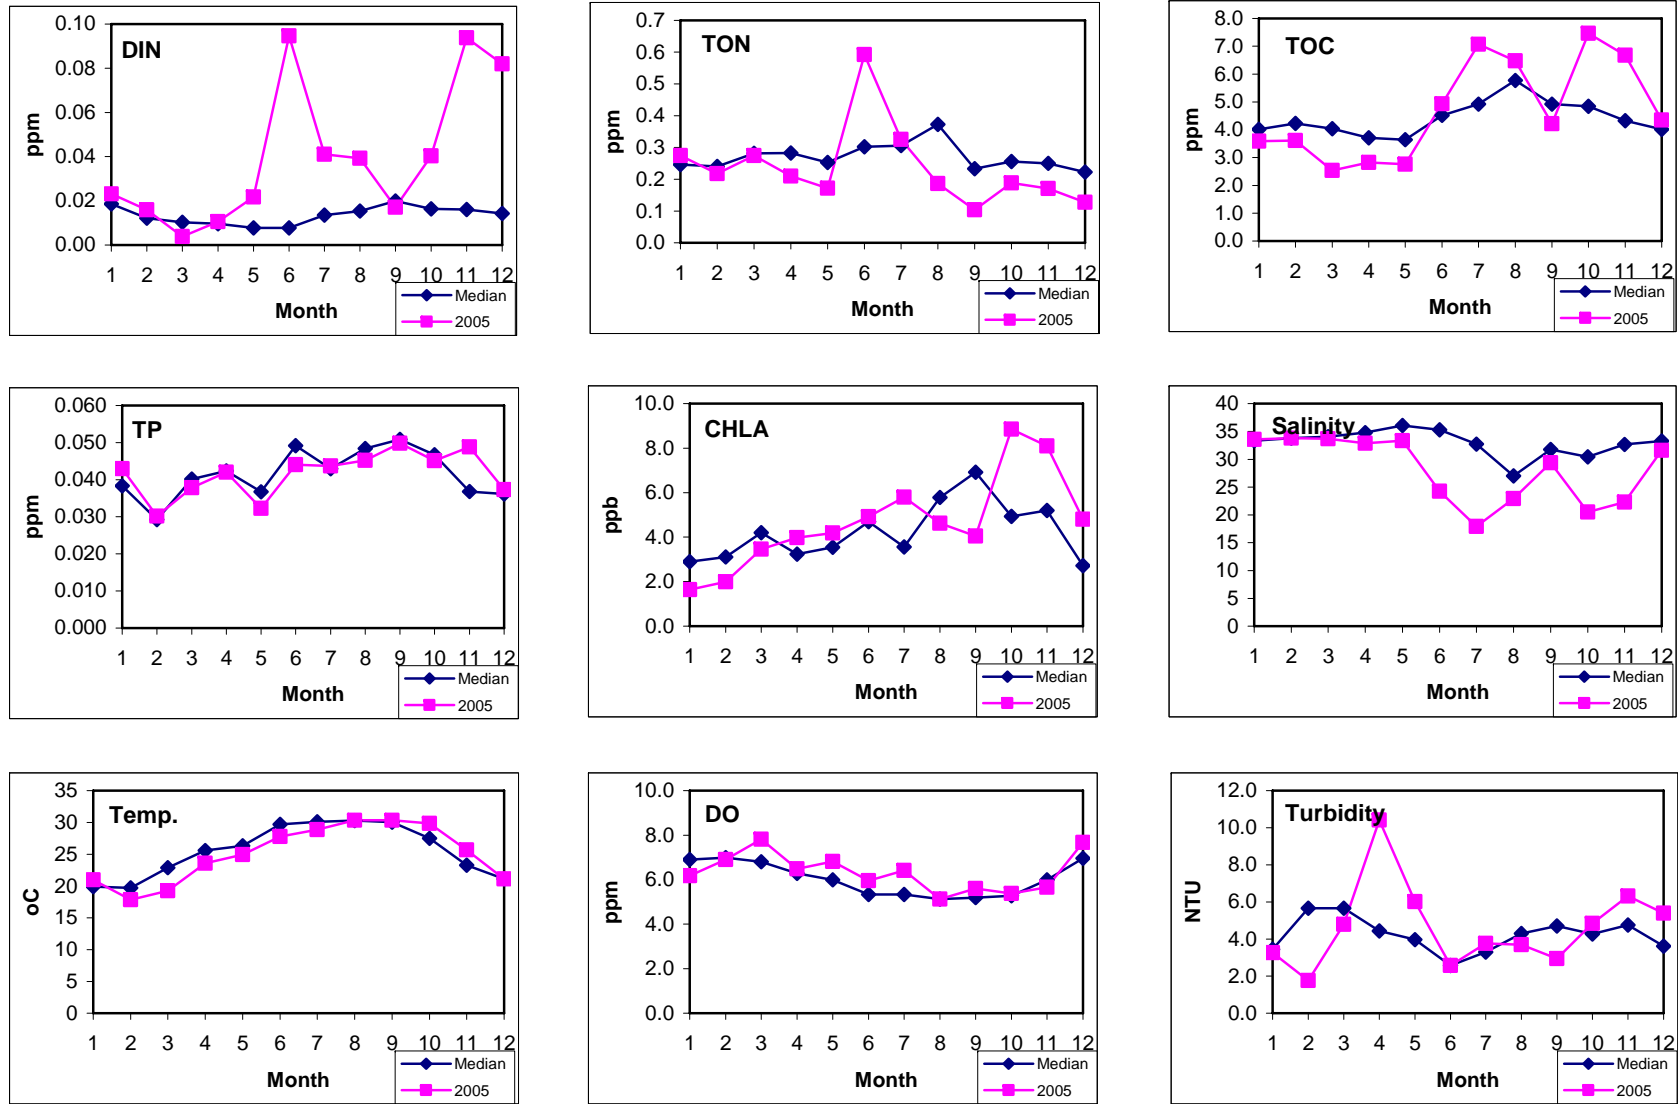 DIN
ppm
0.10
0.08
0.06
0.04
0.02
0.00
1 2 3 4 5 6 7 8 9 10 11 12
Month
Median
2005
TON
ppm
0.7
0.6
0.5
0.4
0.3
0.2
0.1
0.0
1 2 3 4 5 6 7 8 9 10 11 12
Month
Median
2005
TOC
ppm
8.0
7.0
6.0
5.0
4.0
3.0
2.0
1.0
0.0
1 2 3 4 5 6 7 8 9 10 11 12
Month
Median
2005
TP
ppm
0.060
0.050
0.040
0.030
0.020
0.010
0.000
1 2 3 4 5 6 7 8 9 10 11 12
Month
Median
2005
CHLA
ppb
10.0
8.0
6.0
4.0
2.0
0.0
1 2 3 4 5 6 7 8 9 10 11 12
Month
Median
2005
Salinity
40
35
30
25
20
15
10
5
0
1 2 3 4 5 6 7 8 9 10 11 12
Month
Median
2005
Temp.
oC
35
30
25
20
15
10
5
0
1 2 3 4 5 6 7 8 9 10 11 12
Month
Median
2005
DO
ppm
10.0
8.0
6.0
4.0
2.0
0.0
1 2 3 4 5 6 7 8 9 10 11 12
Month
Median
2005
Turbidity
NTU
12.0
10.0
8.0
6.0
4.0
2.0
0.0
1 2 3 4 5 6 7 8 9 10 11 12
Month
Median
2005